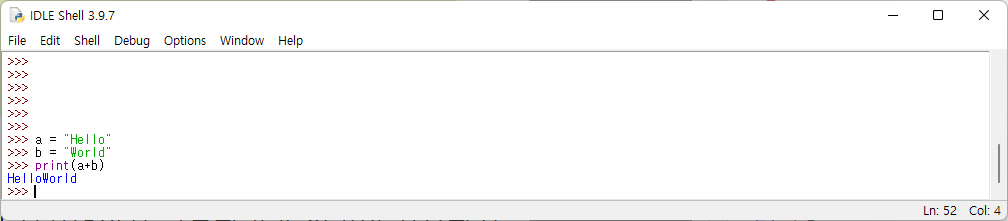 IDLE Shell 3.9.7
File Edit Shell Debug Options Window Help
>>>
>>>
>>>
>>>
>>>
>>>
>>> a = "Hello"
>>> b = "World"
>>> print(a+b)
HelloWorld
>>>
Ln: 52 Col: 4